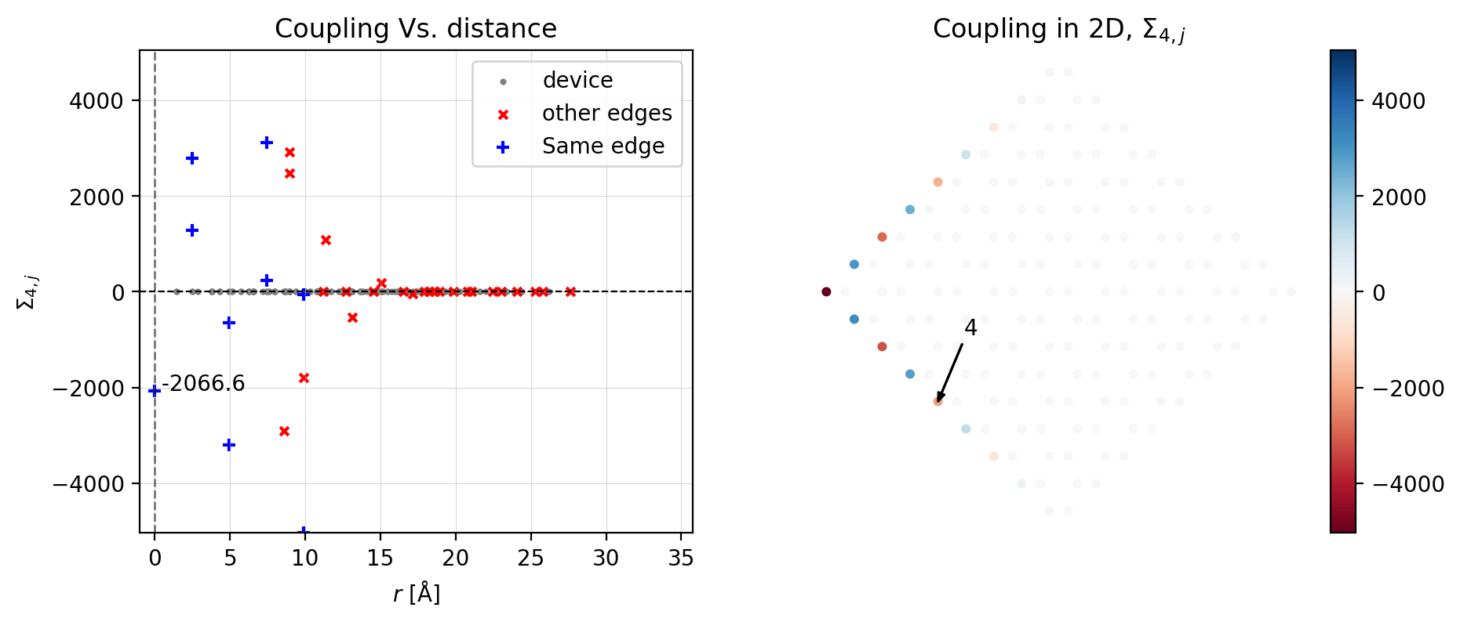 Coupling Vs. distance
4000
2000
0
−2000
−4000
Σ4, j
device
other edges
Same edge
-2066.6
0 5 10 15 20 25 30 35
r [Å]
Coupling in 2D, Σ4, j
4
4000
2000
0
−2000
−4000